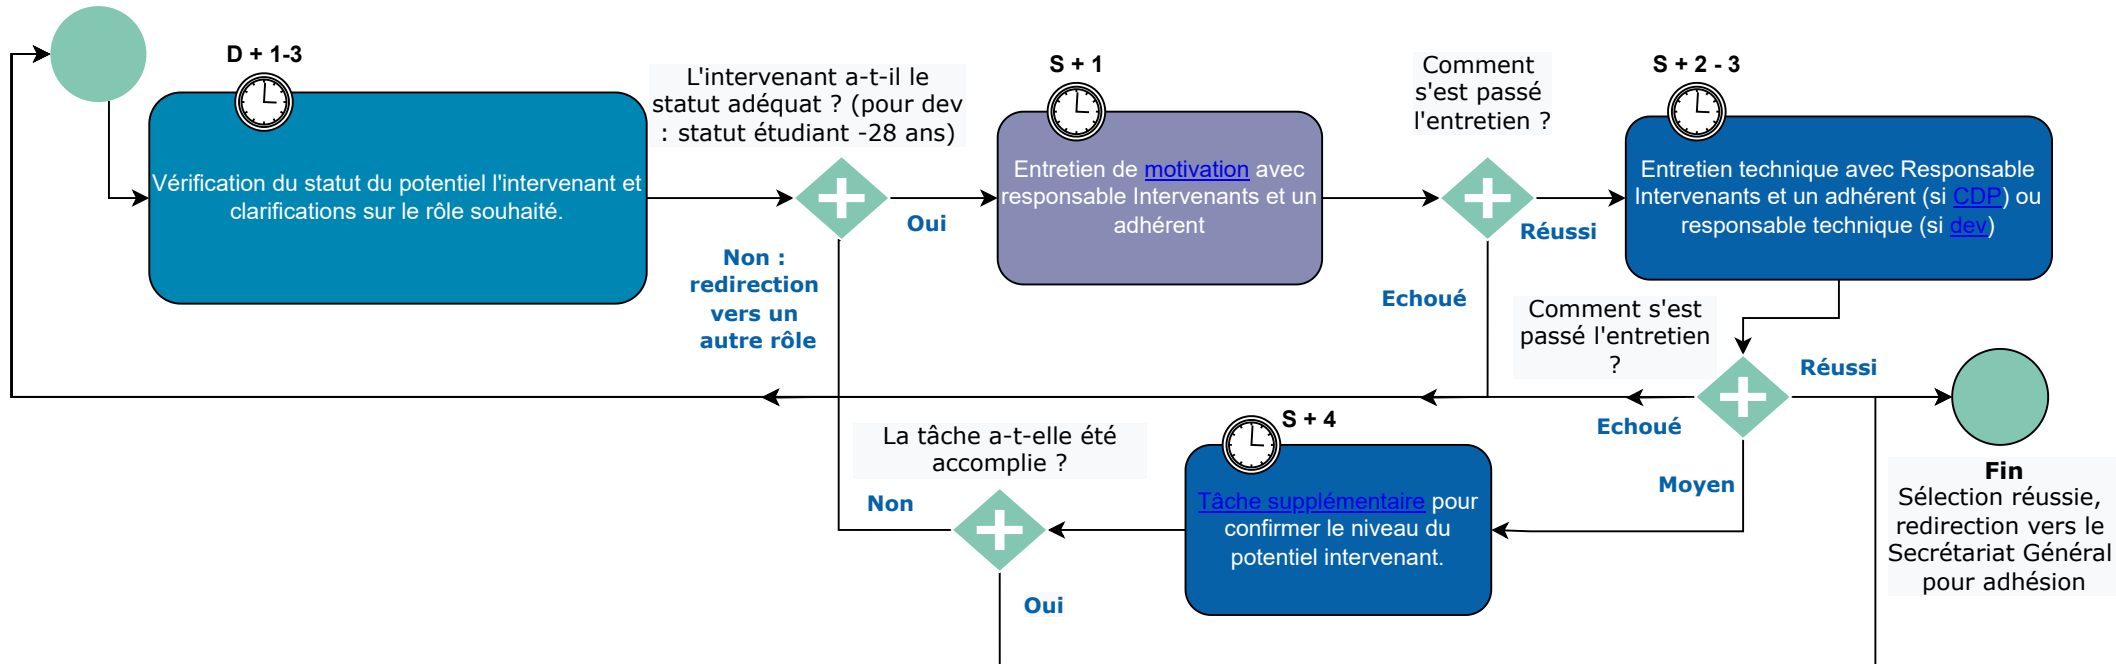 D + 1-3
Vérification du statut du potentiel l'intervenant et
clarifications sur le rôle souhaité.
L'intervenant a-t-il le
statut adéquat ? (pour dev
: statut étudiant -28 ans)
Oui
Non :
redirection
vers un
autre rôle
S + 1
Entretien de motivation avec
responsable Intervenants et un
adhérent
Comment
s'est passé
l'entretien ?
Réussi
Echoué
S + 2 - 3
Entretien technique avec Responsable
Intervenants et un adhérent (si CDP) ou
responsable technique (si dev)
Comment s'est
passé l'entretien
?
Réussi
Echoué
Moyen
S + 4
Tâche supplémentaire pour
confirmer le niveau du
potentiel intervenant.
La tâche a-t-elle été
accomplie ?
Non
Oui
Fin
Sélection réussie,
redirection vers le
Secrétariat Général
pour adhésion